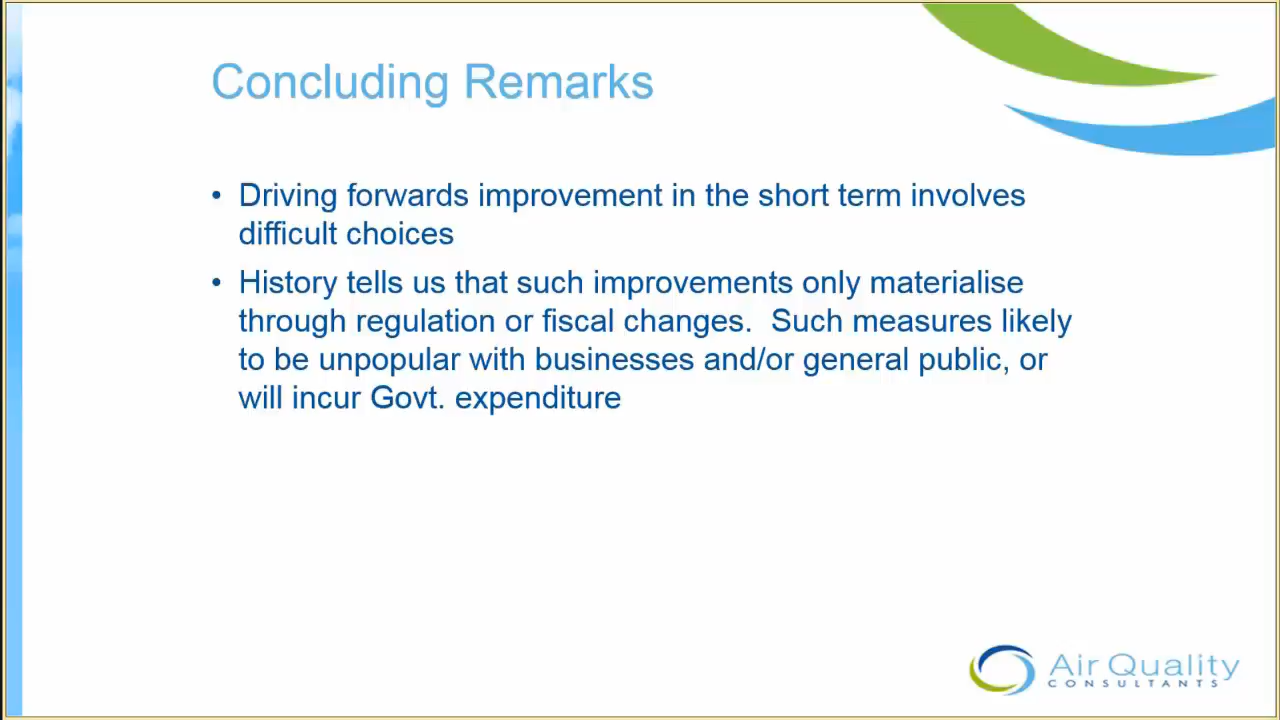 Concluding Remarks
• Driving forwards improvement in the short term involves
difficult choices
• History tells us that such improvements only materialise
through regulation or fiscal changes.  Such measures likely
to be unpopular with businesses and/or general public, or
will incur Govt. expenditure
Air Quality
CONSULTANTS